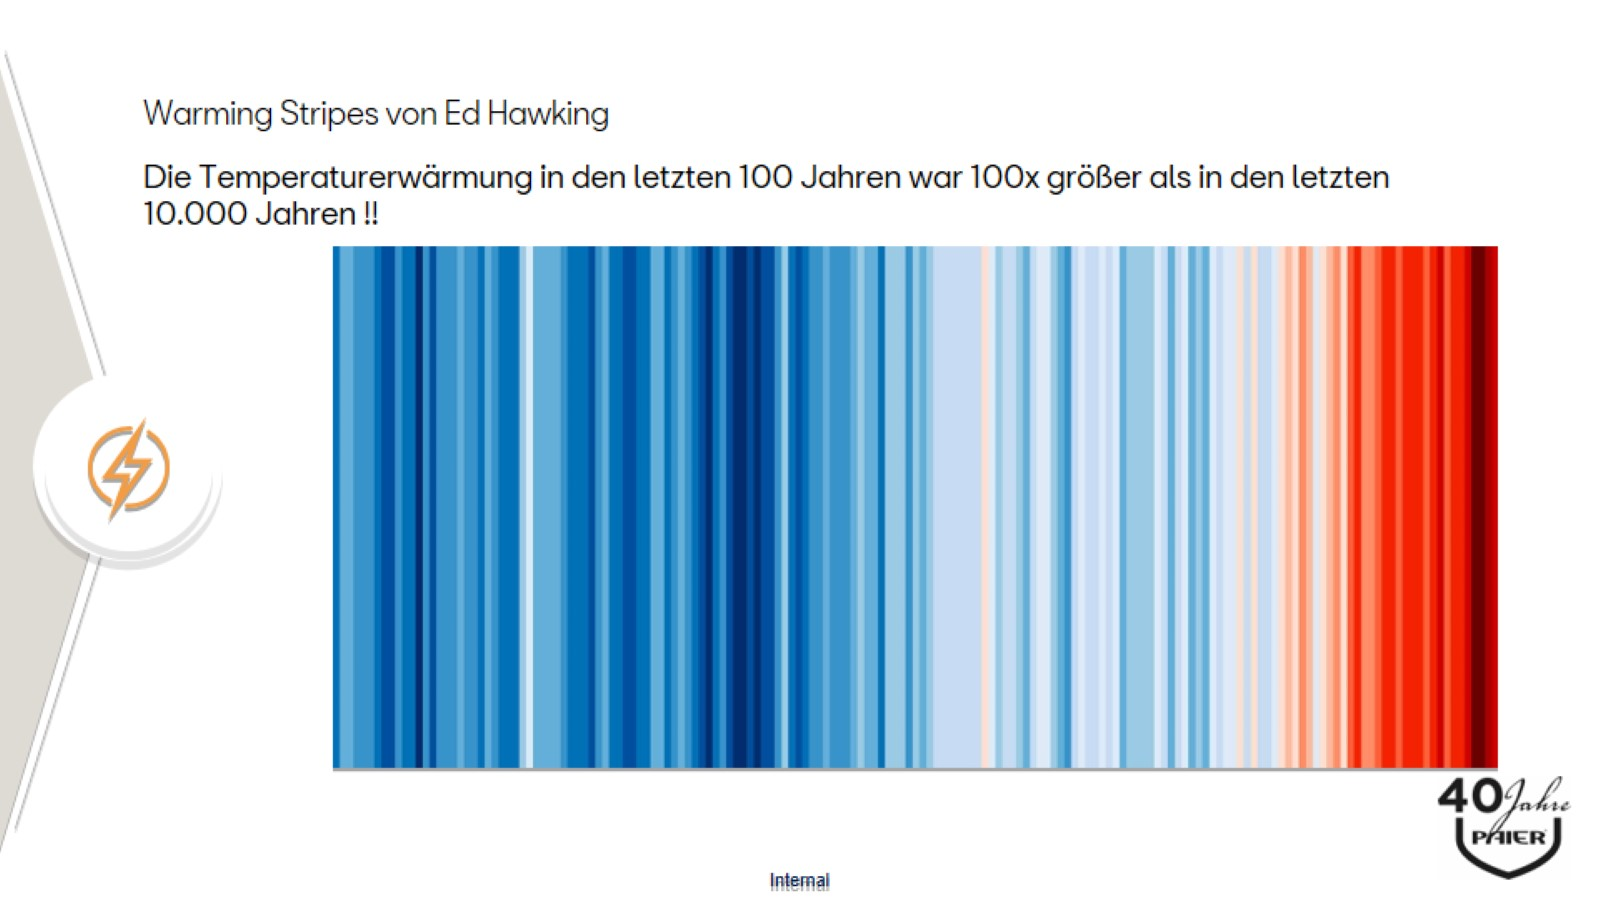 Warming Stripes von Ed Hawking
Die Temperaturerwärmung in den letzten 100 Jahren war 100x größer als in den letzten
10.000 Jahren !!
40 Jahre
PAIER
Internal